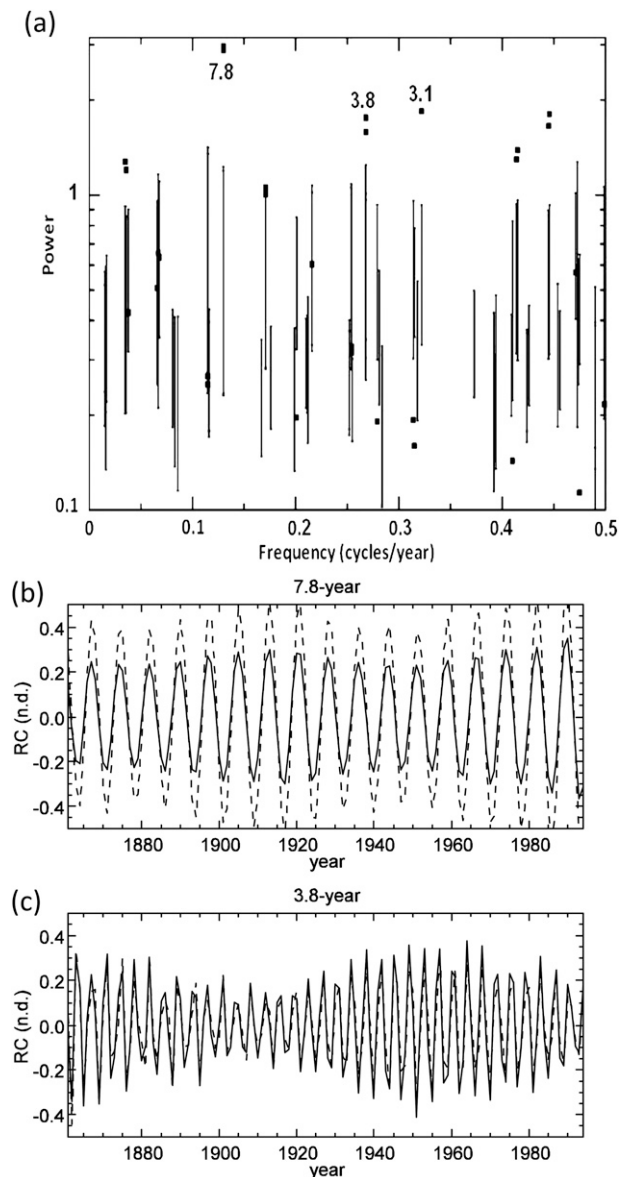 (a)
7.8
3.8
3.1
Power
1
0.1
0 0.1 0.2 0.3 0.4 0.5
Frequency (cycles/year)
(b)
7.8-year
RC (n.d.)
0.4
0.2
0.0
-0.2
-0.4
1880 1900 1920 1940 1960 1980
year
(c)
3.8-year
RC (n.d.)
0.4
0.2
0.0
-0.2
-0.4
1880 1900 1920 1940 1960 1980
year